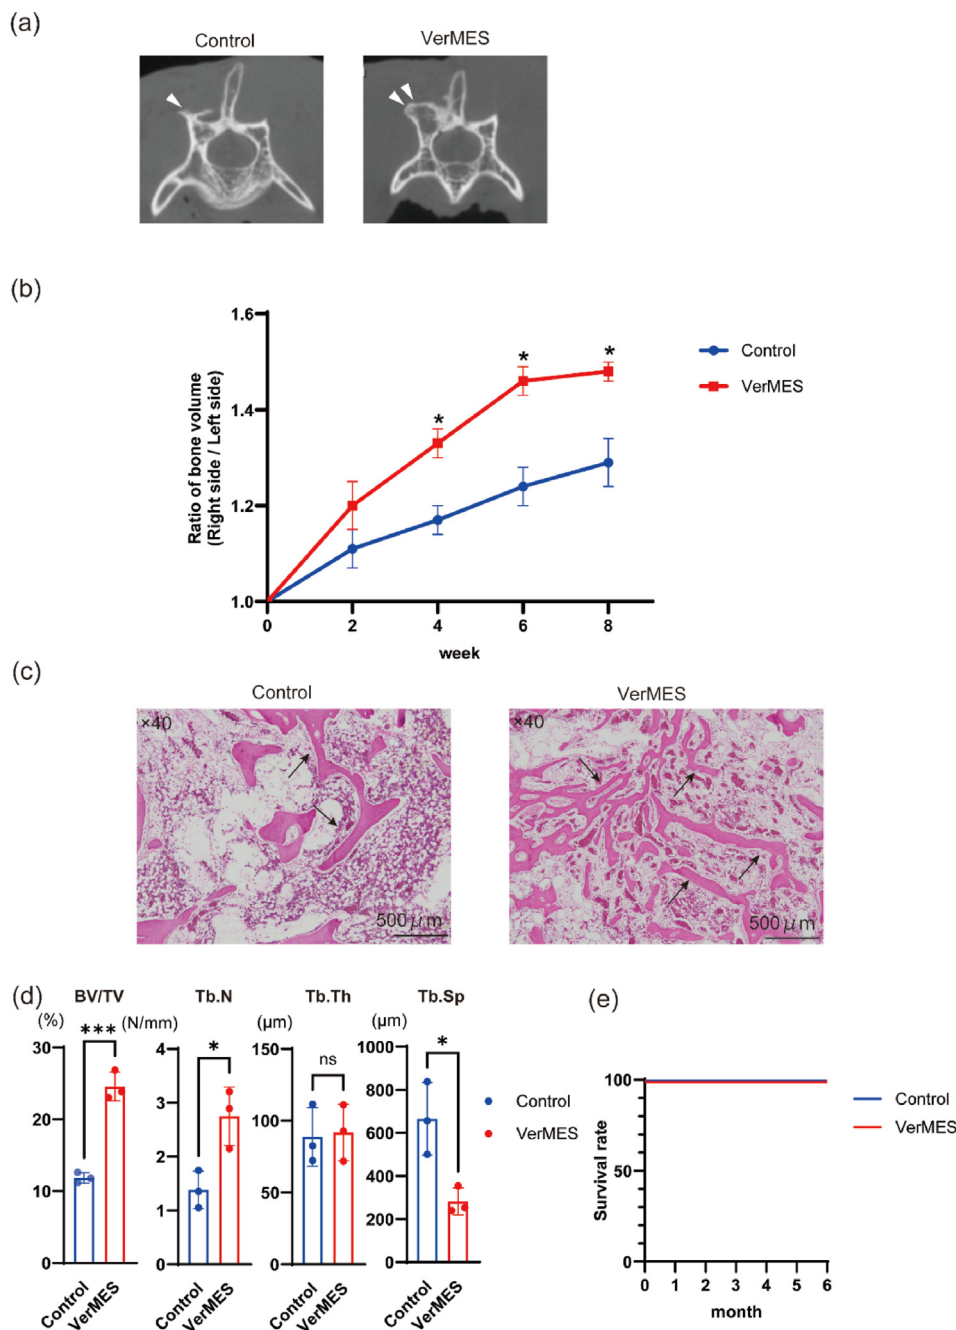 (a)
Control
VerMES
(b)
Ratio of bone volume
(Right side / Left side)
1.6
1.4
1.2
1.0
0
2
4
6
8
week
*
*
*
Control
VerMES
(c)
Control
VerMES
×40
500 μm
×40
500 μm
(d)
BV/TV
(%)
***
30
20
10
0
Control
VerMES
Tb.N
(N/mm)
*
4
3
2
1
0
Control
VerMES
Tb.Th
(μm)
ns
150
100
50
0
Control
VerMES
Tb.Sp
(μm)
*
1000
800
600
400
200
0
Control
VerMES
Control
VerMES
(e)
Survival rate
100
50
0
0
1
2
3
4
5
6
month
Control
VerMES